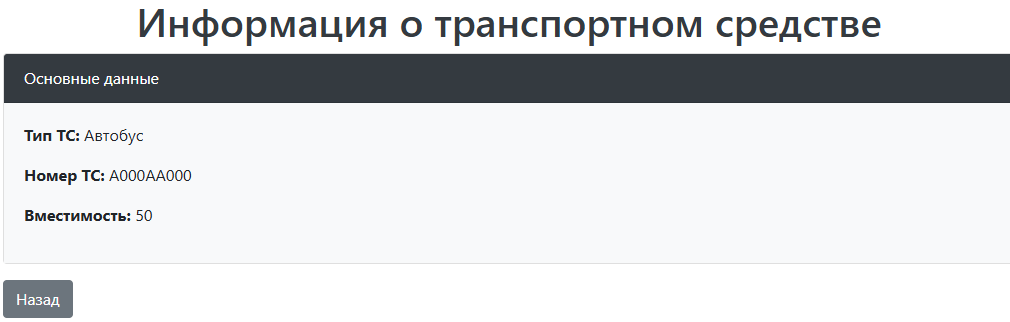 Информация о транспортном средстве
Основные данные
Тип ТС: Автобус
Номер ТС: А000АА000
Вместимость: 50
Назад